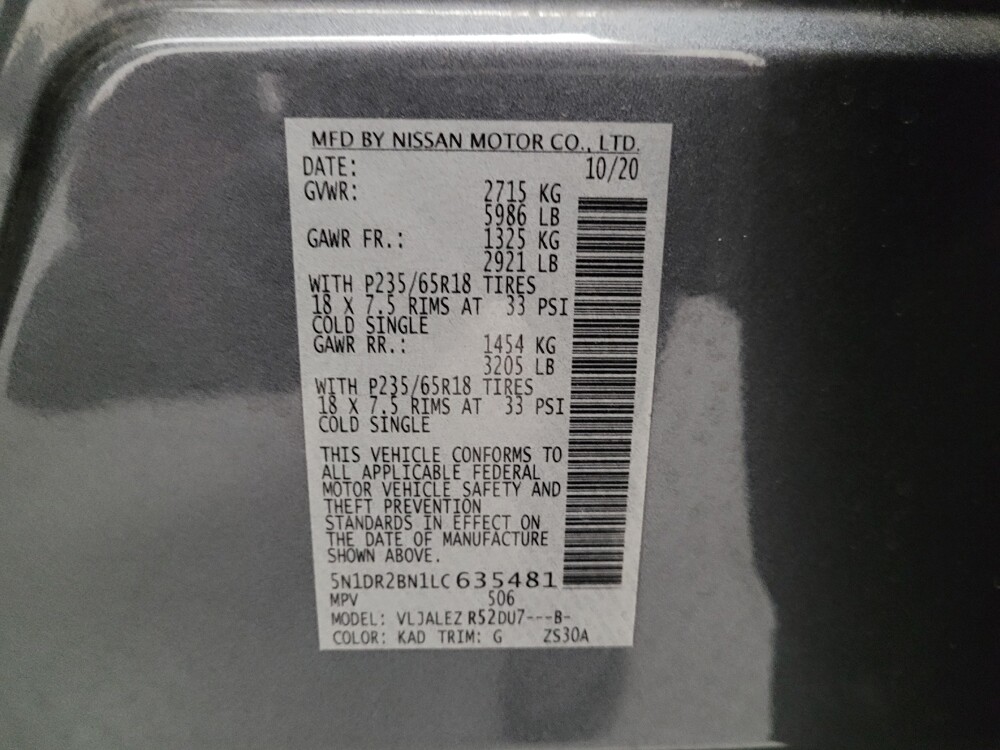 MFD BY NISSAN MOTOR CO., LTD.
DATE: 10/20
GVWR: 2715 KG
5986 LB
GAWR FR.: 1325 KG
2921 LB
WITH P235/65R18 TIRES
18 X 7.5 RIMS AT 33 PSI
COLD SINGLE
GAWR RR.: 1454 KG
3205 LB
WITH P235/65R18 TIRES
18 X 7.5 RIMS AT 33 PSI
COLD SINGLE
THIS VEHICLE CONFORMS TO
ALL APPLICABLE FEDERAL
MOTOR VEHICLE SAFETY AND
THEFT PREVENTION
STANDARDS IN EFFECT ON
THE DATE OF MANUFACTURE
SHOWN ABOVE.
5N1DR2BN1LC635481
MPV 506
MODEL: VLJALEZ R52DU7---B-
COLOR: KAD TRIM: G ZS30A